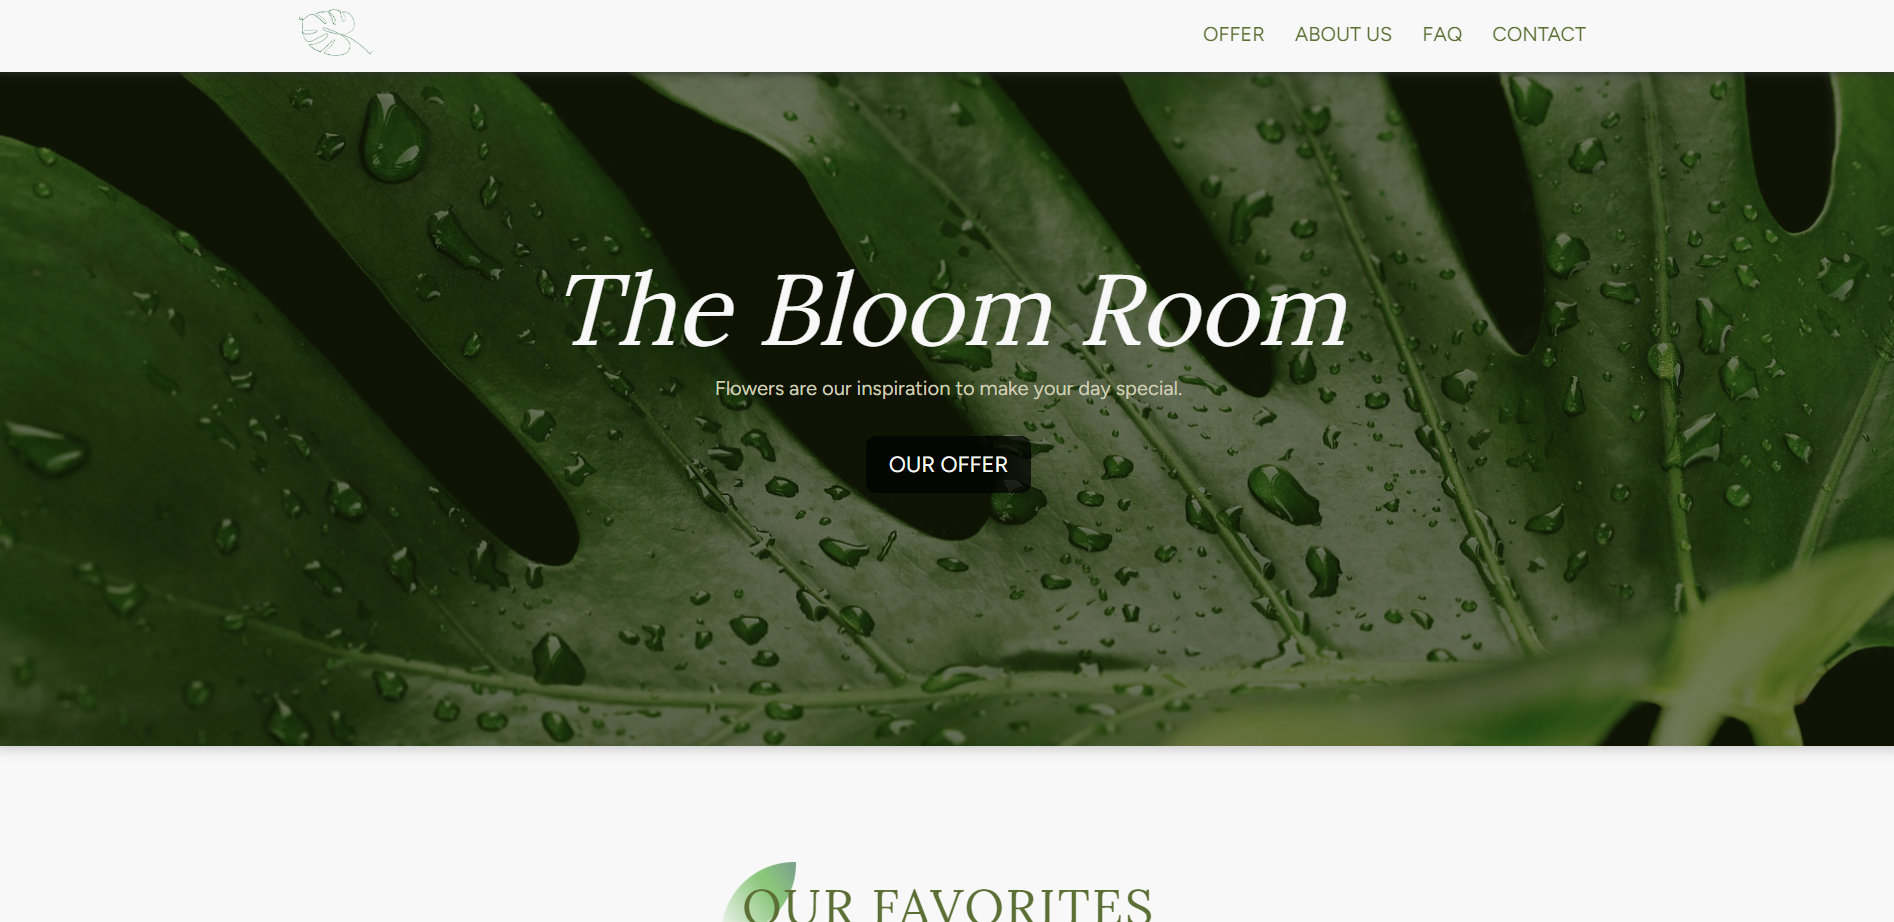 OFFER ABOUT US FAQ CONTACT
The Bloom Room
Flowers are our inspiration to make your day special.
OUR OFFER
OUR FAVORITES